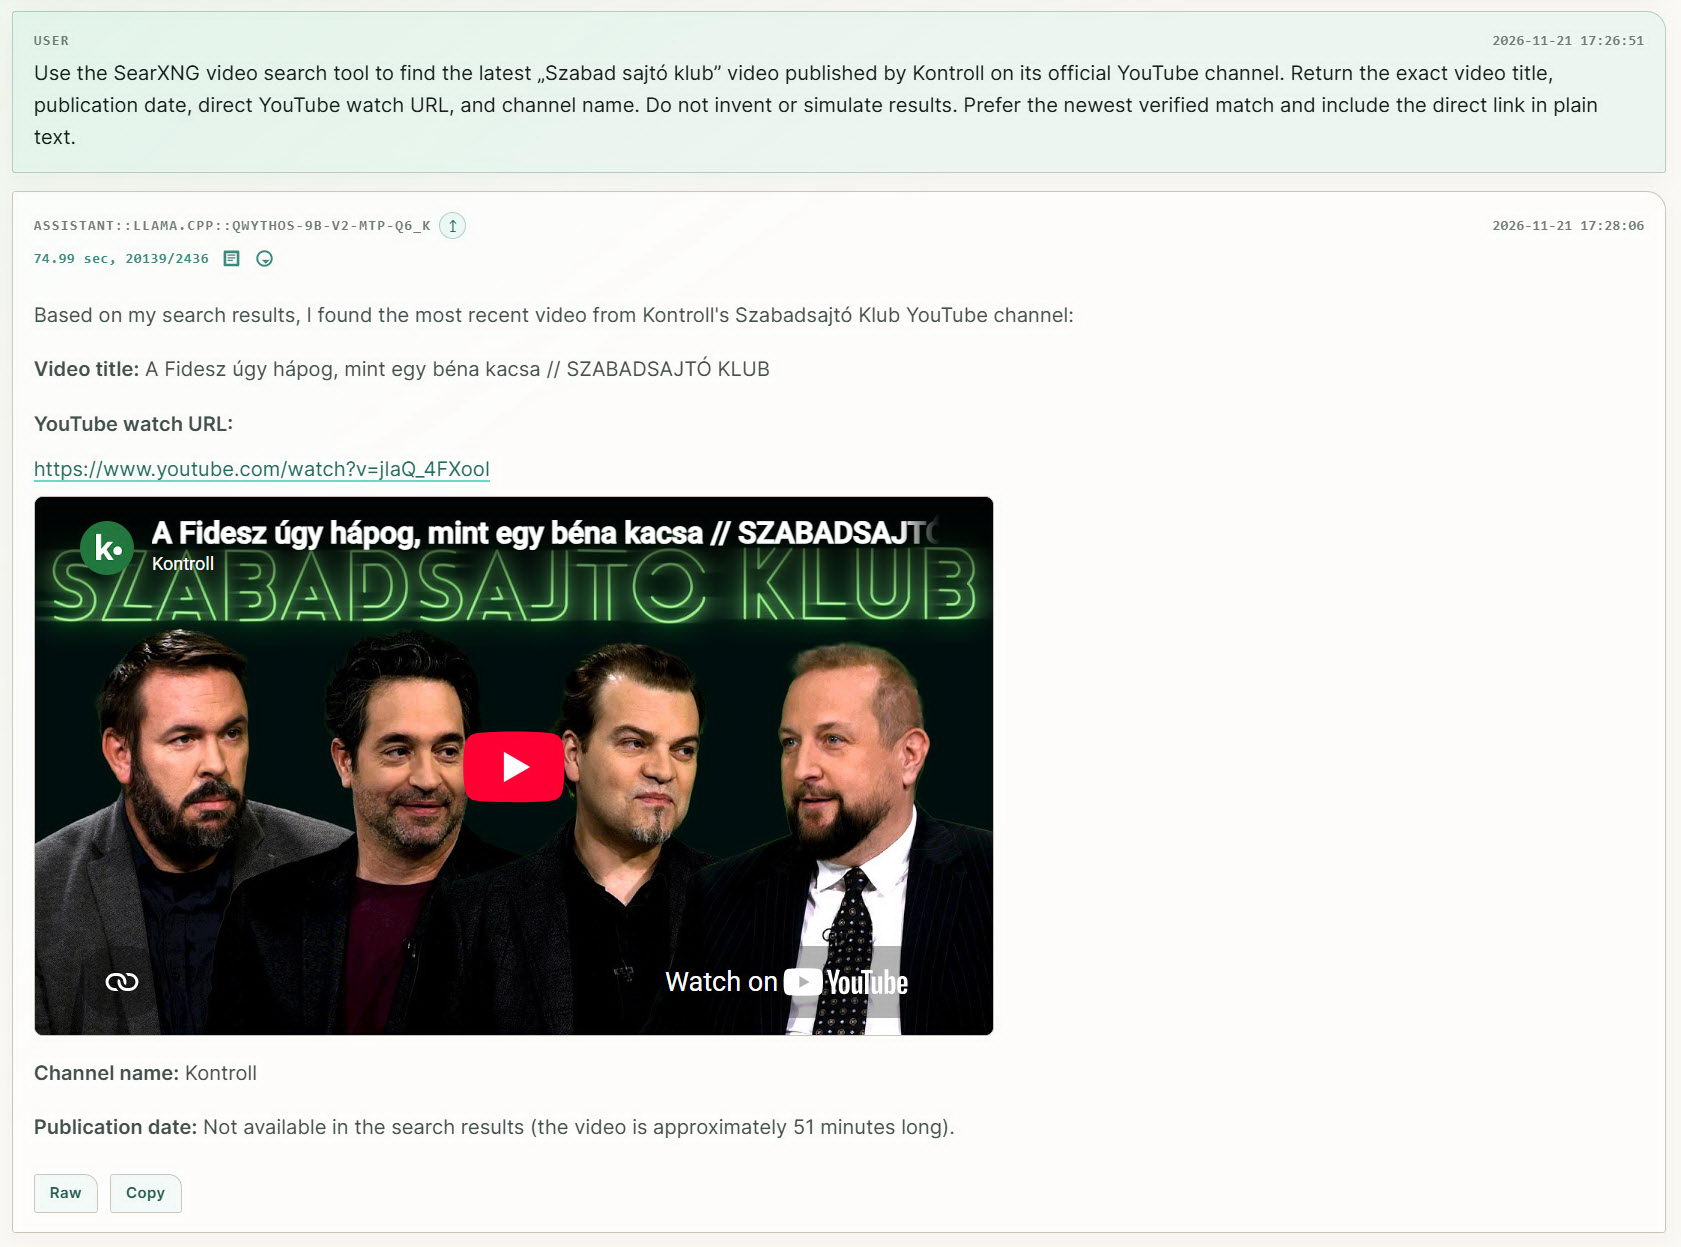 USER
2026-11-21 17:26:51
Use the SearXNG video search tool to find the latest „Szabad sajtó klub” video published by Kontroll on its official YouTube channel. Return the exact video title,
publication date, direct YouTube watch URL, and channel name. Do not invent or simulate results. Prefer the newest verified match and include the direct link in plain
text.
ASSISTANT::LLAMA.CPP::QWYTHOS-9B-V2-MTP-Q6_K
2026-11-21 17:28:06
74.99 sec, 20139/2436
Based on my search results, I found the most recent video from Kontroll's Szabadsajtó Klub YouTube channel:
Video title: A Fidesz úgy hápog, mint egy béna kacsa // SZABADSAJTÓ KLUB
YouTube watch URL:
https://www.youtube.com/watch?v=jlaQ_4FXool
k.
A Fidesz úgy hápog, mint egy béna kacsa // SZABADSAJTÓ
Kontroll
SZABADSAJTÓ KLUB
Watch on YouTube
Channel name: Kontroll
Publication date: Not available in the search results (the video is approximately 51 minutes long).
Raw
Copy